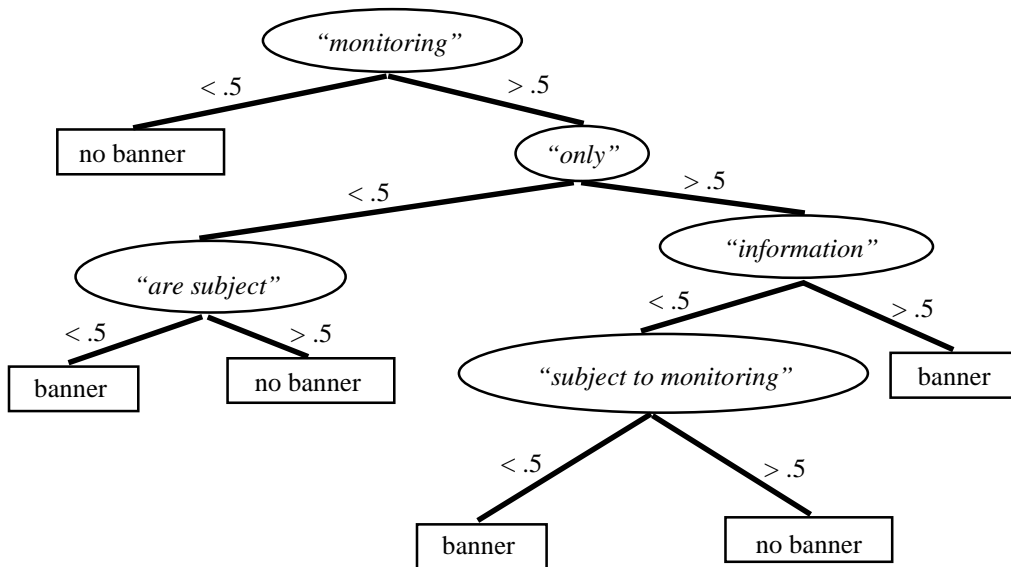 “monitoring”
< .5
> .5
no banner
“only”
< .5
> .5
“are subject”
“information”
< .5
> .5
< .5
> .5
banner
no banner
“subject to monitoring”
banner
< .5
> .5
banner
no banner